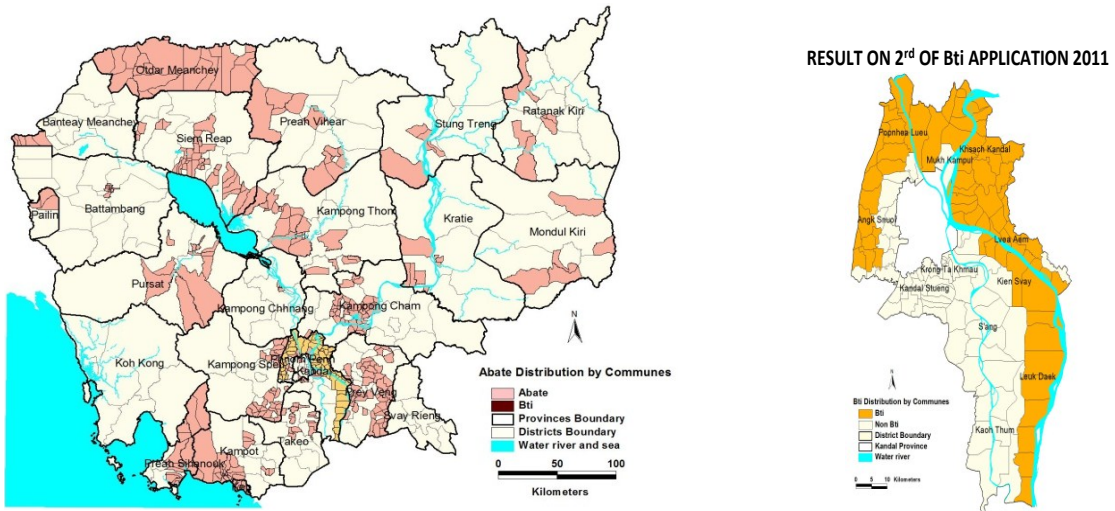 Otdar Meanchey
Banteay Meanchey
Siem Reap
Preah Vihear
Stung Treng
Ratanak Kiri
Pailin
Battambang
Kampong Thom
Kratie
Mondul Kiri
Pursat
Kampong Chhnang
Kampong Cham
Koh Kong
Kampong Speu
Phnom Penh
Kandal
Prey Veng
Svay Rieng
Takeo
Kampot
Preah Sihanouk
Kep
N
Abate Distribution by Communes
Abate
Bti
Provinces Boundary
Districts Boundary
Water river and sea
0 50 100
Kilometers
RESULT ON 2rd OF Bti APPLICATION 2011
Popnhea Lueu
Khsach Kandal
Mukh Kampul
Angk Snuol
Lvea Aem
Krong Ta Khmau
Kien Svay
Kandal Stueng
S'ang
Leuk Daek
Kaoh Thum
N
Bti Distribution by Communes
Bti
Non Bti
District Boundary
Kandal Province
Water river
0 5 10 Kilometers